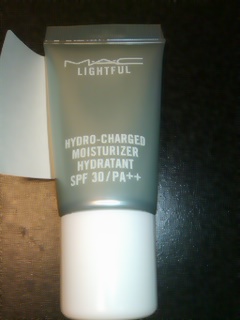 MAC
LIGHTFUL
HYDRO-CHARGED
MOISTURIZER
HYDRATANT
SPF 30/PA++